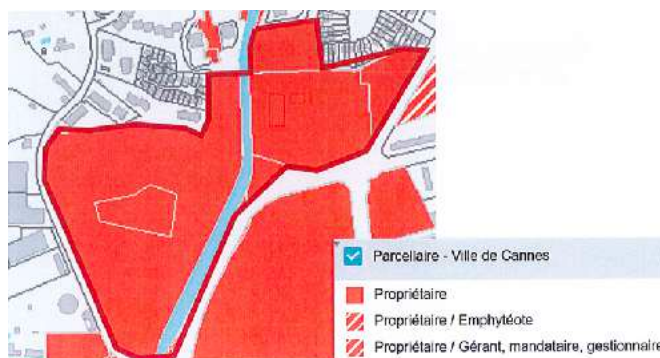 Parcellaire - Ville de Cannes
Propriétaire
Propriétaire / Emphytéote
Propriétaire / Gérant, mandataire, gestionnaire